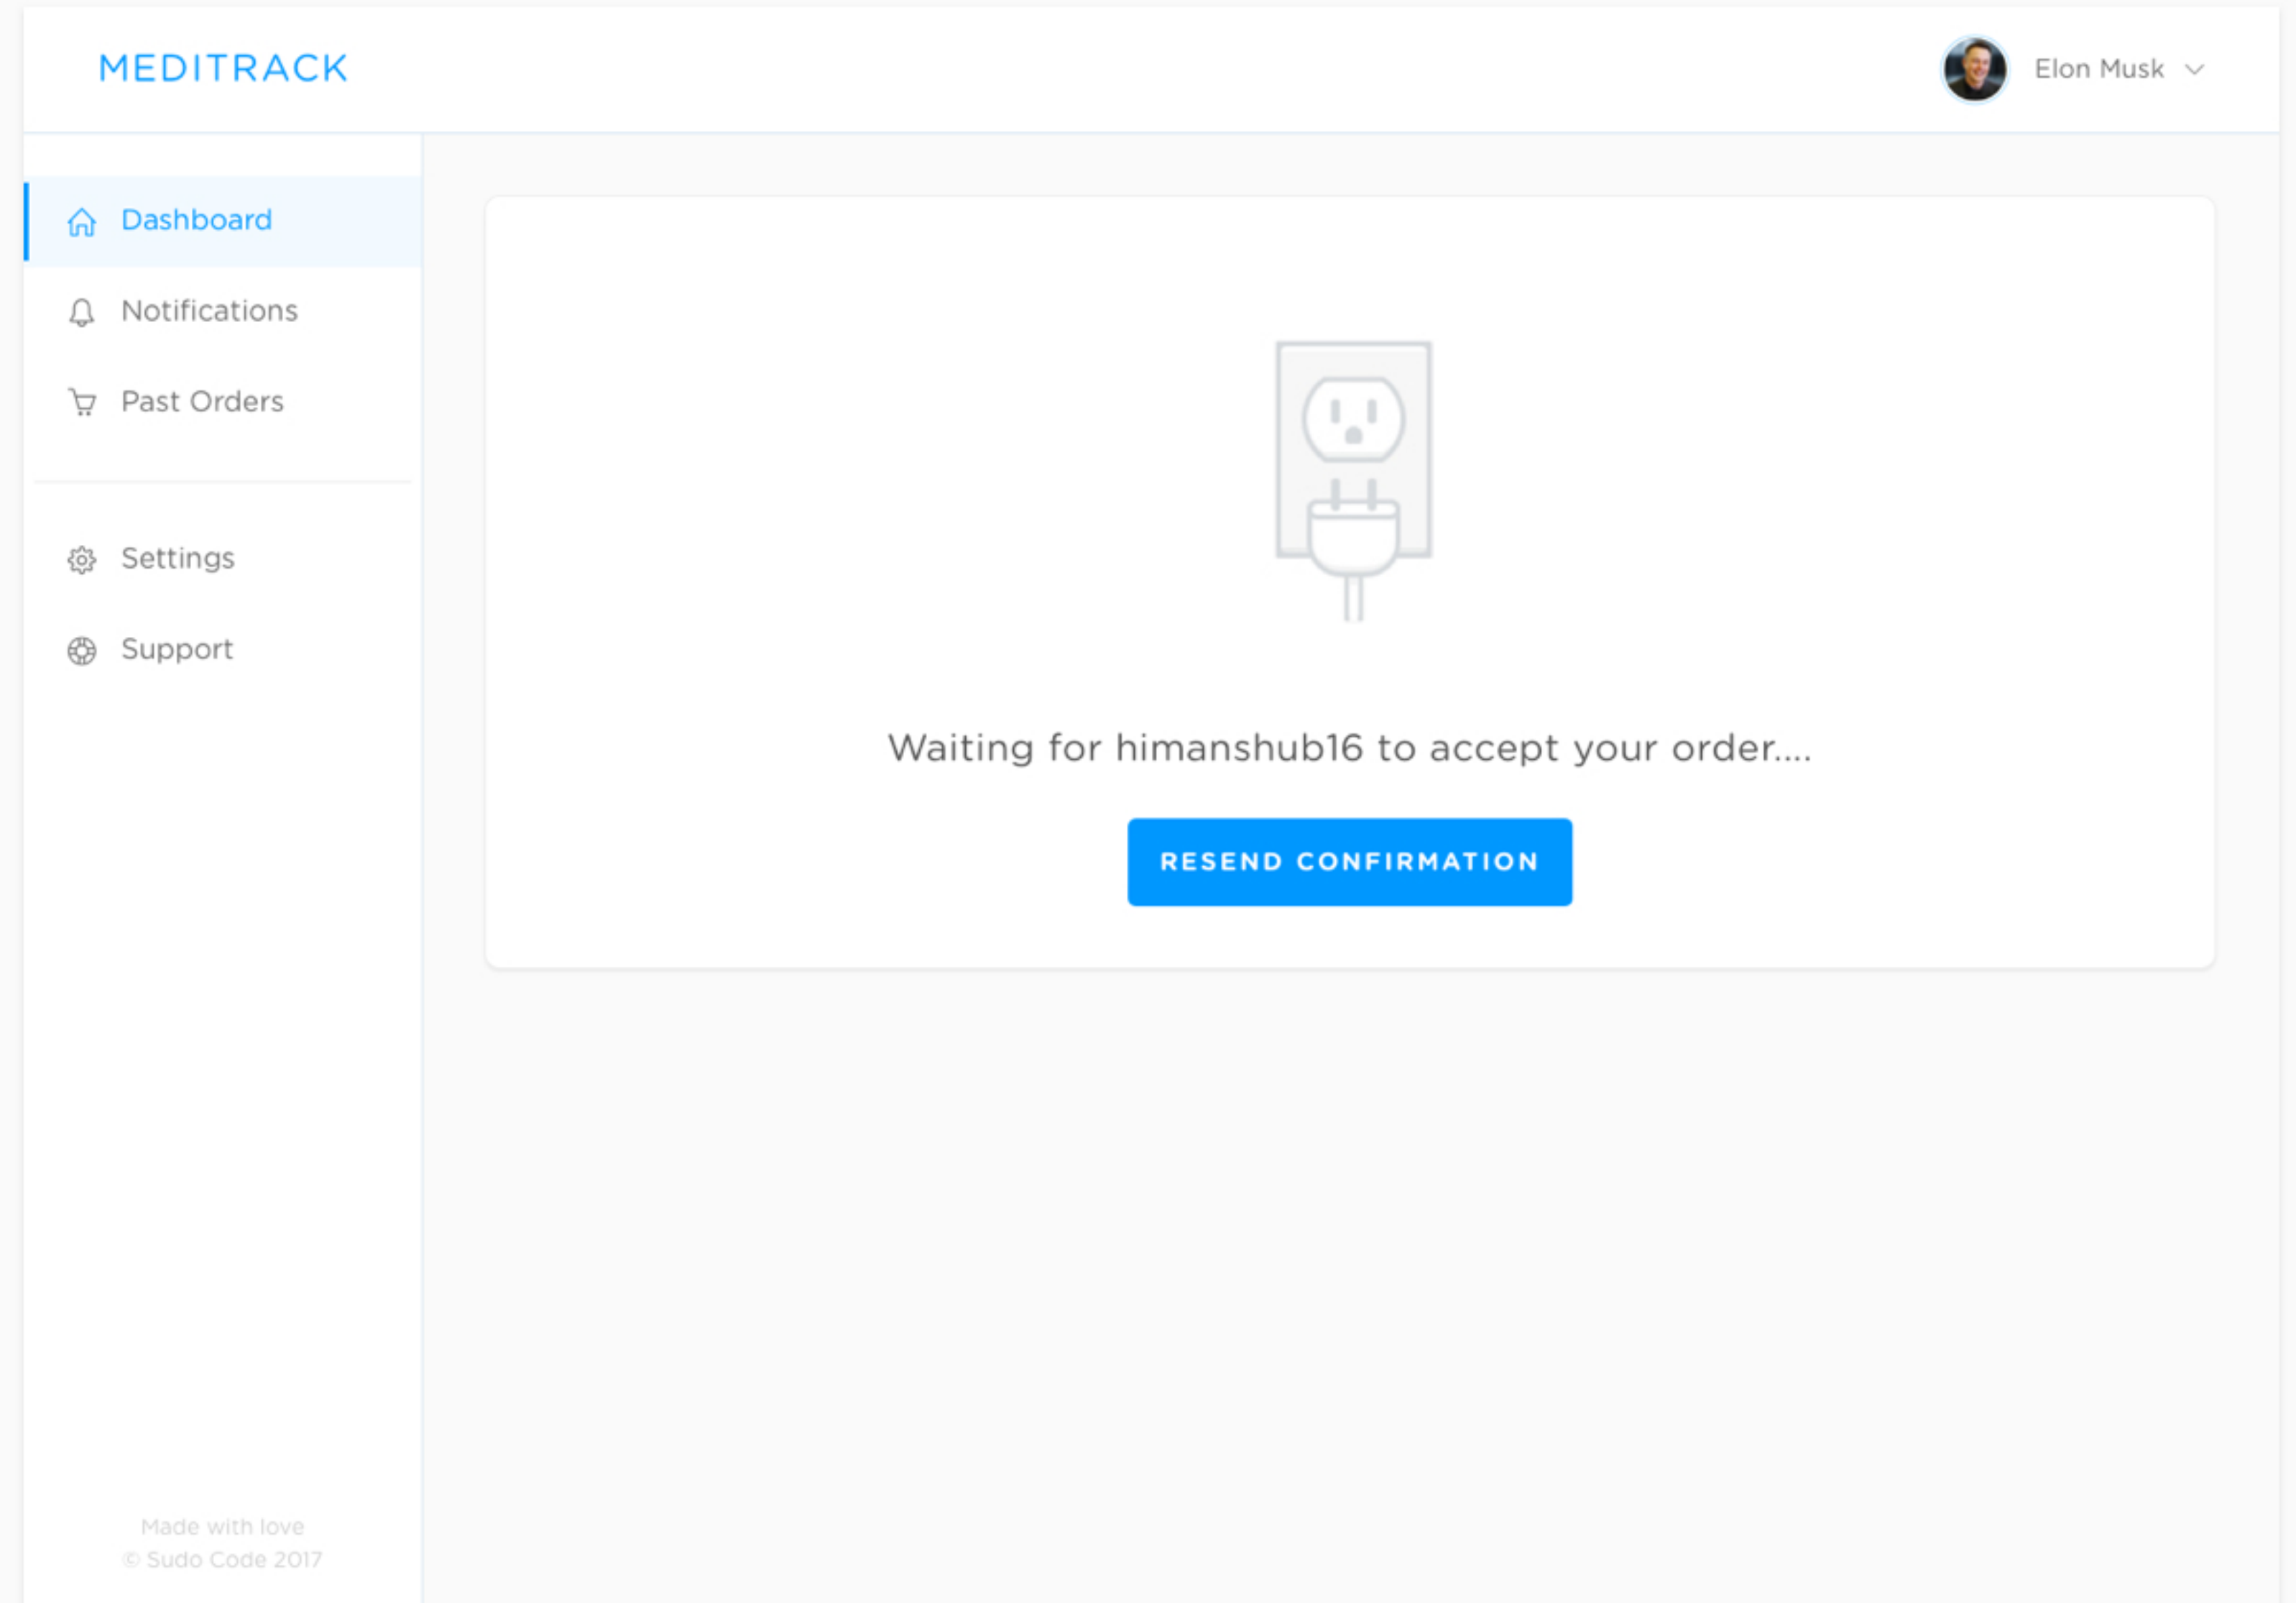 MEDITRACK
Elon Musk
Dashboard
Notifications
Past Orders
Settings
Support
Waiting for himanshub16 to accept your order....
RESEND CONFIRMATION
Made with love
© Sudo Code 2017